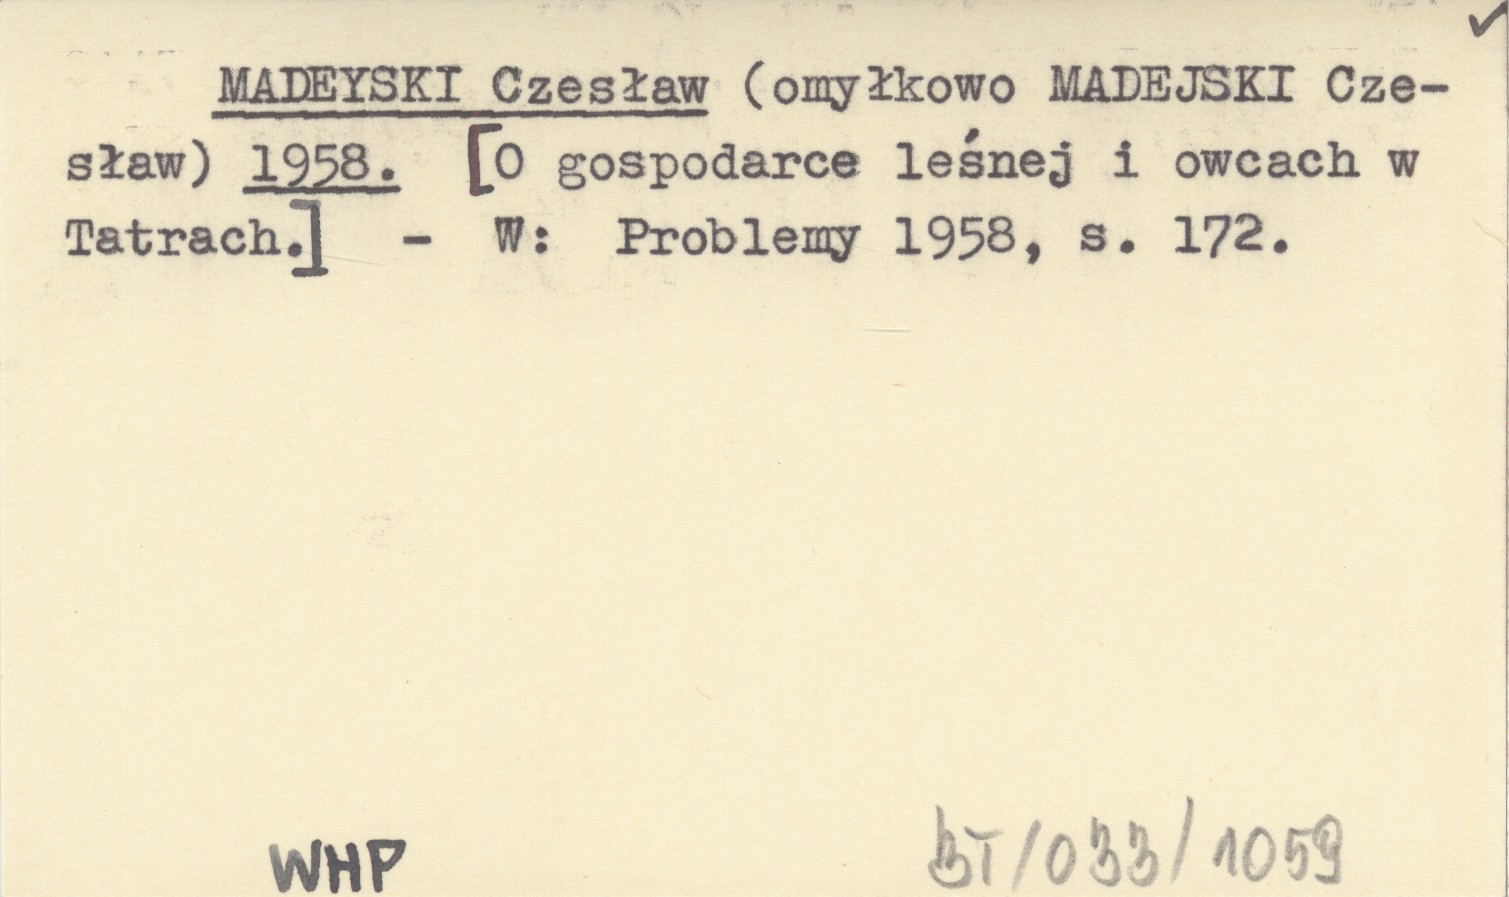 MADEYSKI Czesław (omyłkowo MADEJSKI Cze-
sław) 1958. [O gospodarce leśnej i owcach w
Tatrach.] - W: Problemy 1958, s. 172.
WHP BT/033/1059